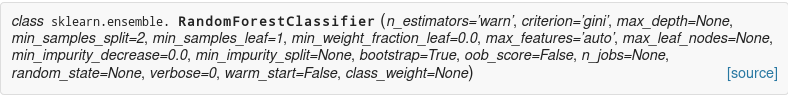 class sklearn.ensemble. RandomForestClassifier (n_estimators='warn', criterion='gini', max_depth=None,
min_samples_split=2, min_samples_leaf=1, min_weight_fraction_leaf=0.0, max_features='auto', max_leaf_nodes=None,
min_impurity_decrease=0.0, min_impurity_split=None, bootstrap=True, oob_score=False, n_jobs=None,
random_state=None, verbose=0, warm_start=False, class_weight=None) [source]